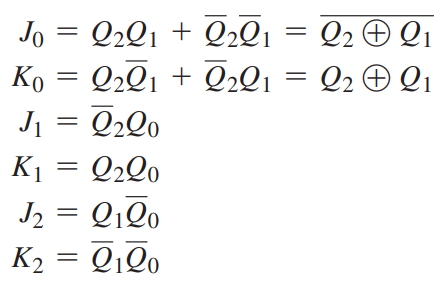 J₀ = Q₂Q₁ + Q̅₂Q̅₁ = \overline{Q₂ ⊕ Q₁}
K₀ = Q₂Q̅₁ + Q̅₂Q₁ = Q₂ ⊕ Q₁
J₁ = Q̅₂Q₀
K₁ = Q₂Q₀
J₂ = Q₁Q̅₀
K₂ = Q̅₁Q̅₀